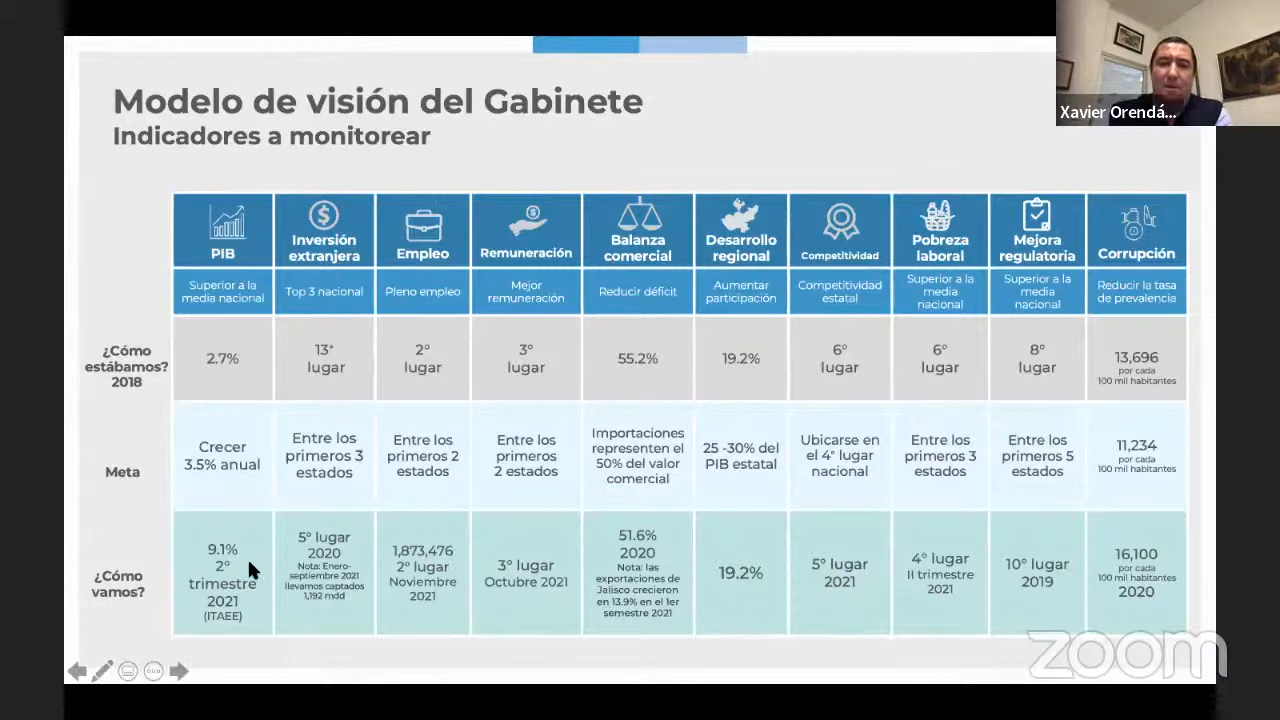 Modelo de visión del Gabinete
Indicadores a monitorear
Xavier Orendá...
PIB
Inversión
extranjera
Empleo
Remuneración
Balanza
comercial
Desarrollo
regional
Competitividad
Pobreza
laboral
Mejora
regulatoria
Corrupción
Superior a la
media nacional
Top 3 nacional
Pleno empleo
Mejor
remuneración
Reducir déficit
Aumentar
participación
Competitividad
estatal
Superior a la
media
nacional
Superior a la
media
nacional
Reducir la tasa
de prevalencia
¿Cómo
estábamos?
2018
2.7%
13°
lugar
2°
lugar
3°
lugar
55.2%
19.2%
6°
lugar
6°
lugar
8°
lugar
13,696
por cada
100 mil habitantes
Meta
Crecer
3.5% anual
Entre los
primeros 3
estados
Entre los
primeros 2
estados
Entre los
primeros
2 estados
Importaciones
representen el
50% del valor
comercial
25 -30% del
PIB estatal
Ubicarse en
el 4° lugar
nacional
Entre los
primeros 3
estados
Entre los
primeros 5
estados
11,234
por cada
100 mil habitantes
¿Cómo
vamos?
9.1%
2°
trimestre
2021
(ITAEE)
5° lugar
2020
Nota: Enero-
septiembre 2021
llevamos captados
1,192 mdd
1,873,476
2° lugar
Noviembre
2021
3° lugar
Octubre 2021
51.6%
2020
Nota: las
exportaciones de
Jalisco crecieron
en 13.9% en el 1er
semestre 2021
19.2%
5° lugar
2021
4° lugar
II trimestre
2021
10° lugar
2019
16,100
por cada
100 mil habitantes
2020
zoom